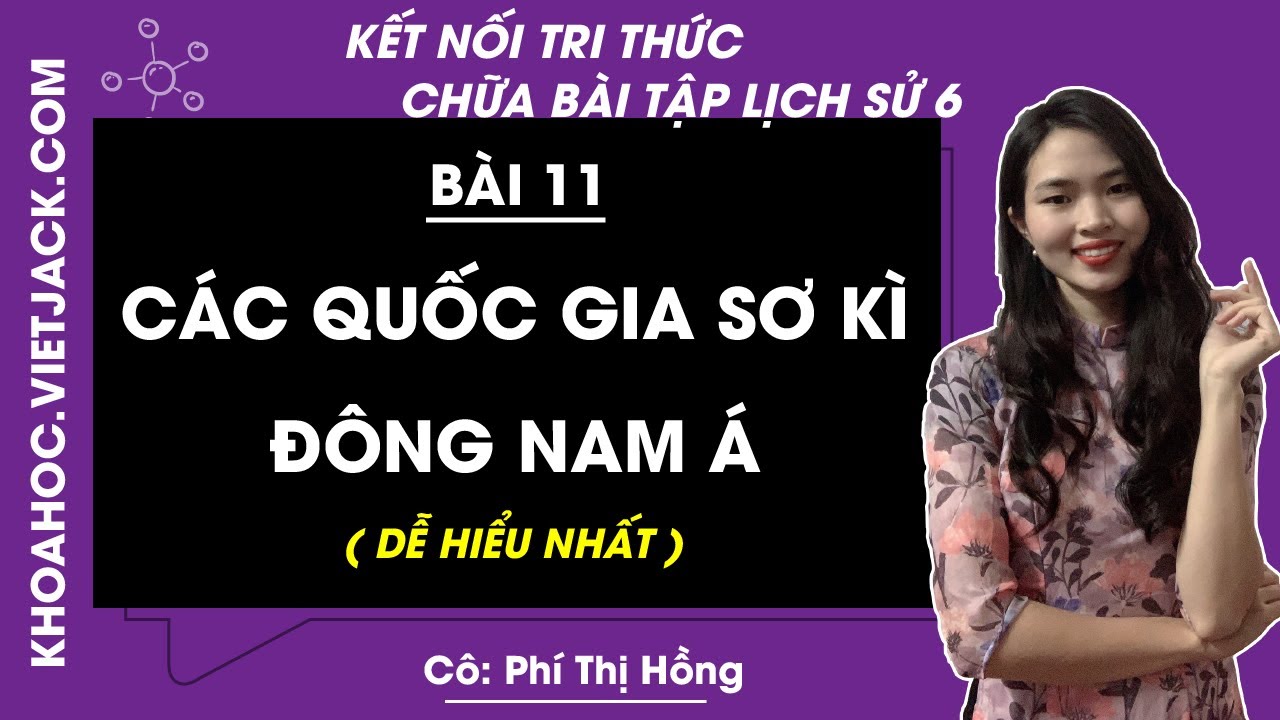 KẾT NỐI TRI THỨC
CHỮA BÀI TẬP LỊCH SỬ 6
KHOAHOC.VIETJACK.COM
BÀI 11
CÁC QUỐC GIA SƠ KÌ
ĐÔNG NAM Á
( DỄ HIỂU NHẤT )
Cô: Phí Thị Hồng